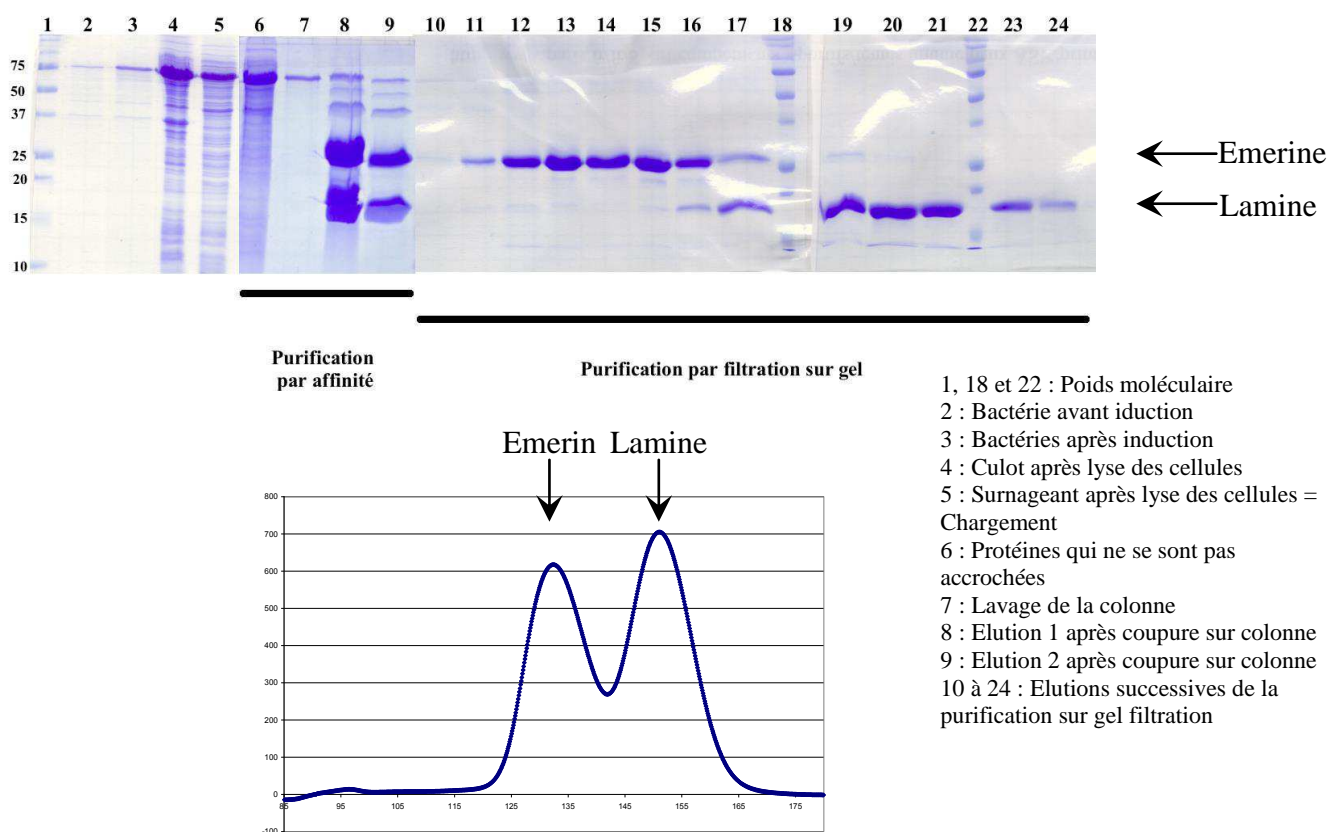 1 2 3 4 5 6 7 8 9 10 11 12 13 14 15 16 17 18 19 20 21 22 23 24
75
50
37
25
20
15
10
Emerine
Lamine
Purification
par affinité
Purification par filtration sur gel
1, 18 et 22 : Poids moléculaire
2 : Bactérie avant iduction
3 : Bactéries après induction
4 : Culot après lyse des cellules
5 : Surnageant après lyse des cellules =
Chargement
6 : Protéines qui ne se sont pas
accrochées
7 : Lavage de la colonne
8 : Elution 1 après coupure sur colonne
9 : Elution 2 après coupure sur colonne
10 à 24 : Elutions successives de la
purification sur gel filtration
Emerin Lamine
800
700
600
500
400
300
200
100
0
-100
85 95 105 115 125 135 145 155 165 175